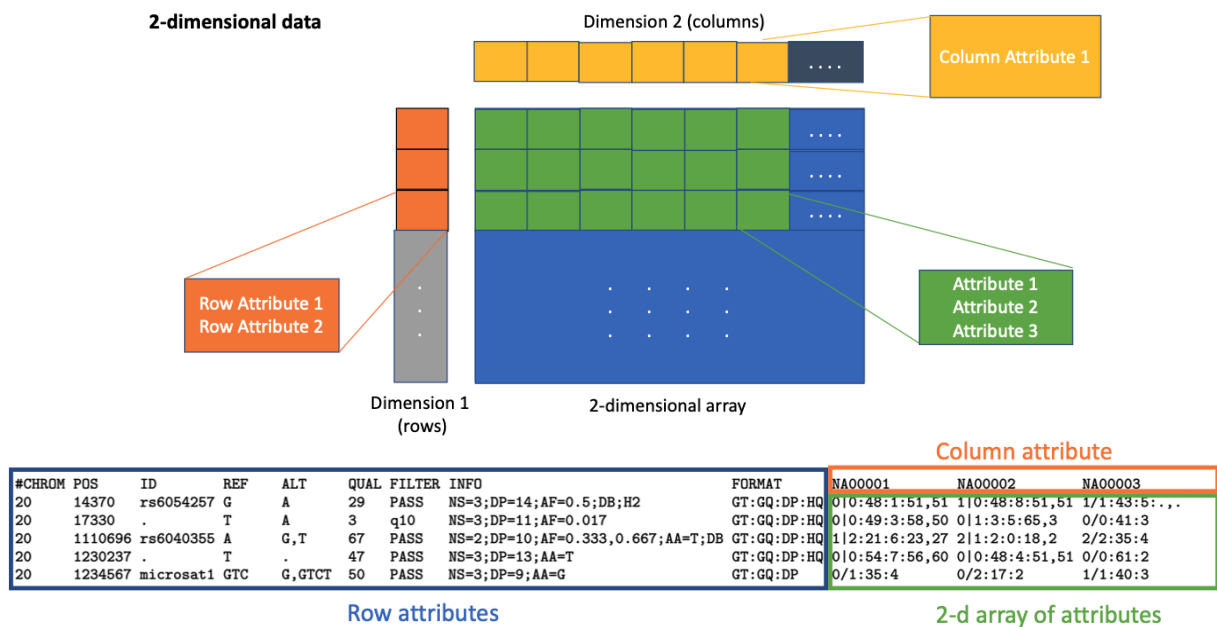 2-dimensional data
Dimension 2 (columns)
Column Attribute 1
. . . .
. . . .
. . . .
. . . .
Row Attribute 1
Row Attribute 2
Attribute 1
Attribute 2
Attribute 3
Dimension 1
(rows)
2-dimensional array
Column attribute
#CHROM POS ID REF ALT QUAL FILTER INFO FORMAT NA00001 NA00002 NA00003
20 14370 rs6054257 G A 29 PASS NS=3;DP=14;AF=0.5;DB;H2 GT:GQ:DP:HQ 0|0:48:1:51,51 1|0:48:8:51,51 1/1:43:5:.,.
20 17330 . T A 3 q10 NS=3;DP=11;AF=0.017 GT:GQ:DP:HQ 0|0:49:3:58,50 0|1:3:5:65,3 0/0:41:3
20 1110696 rs6040355 A G,T 67 PASS NS=2;DP=10;AF=0.333,0.667;AA=T;DB GT:GQ:DP:HQ 1|2:21:6:23,27 2|1:2:0:18,2 2/2:35:4
20 1230237 . T . 47 PASS NS=3;DP=13;AA=T GT:GQ:DP:HQ 0|0:54:7:56,60 0|0:48:4:51,51 0/0:61:2
20 1234567 microsat1 GTC G,GTCT 50 PASS NS=3;DP=9;AA=G GT:GQ:DP 0/1:35:4 0/2:17:2 1/1:40:3
Row attributes
2-d array of attributes